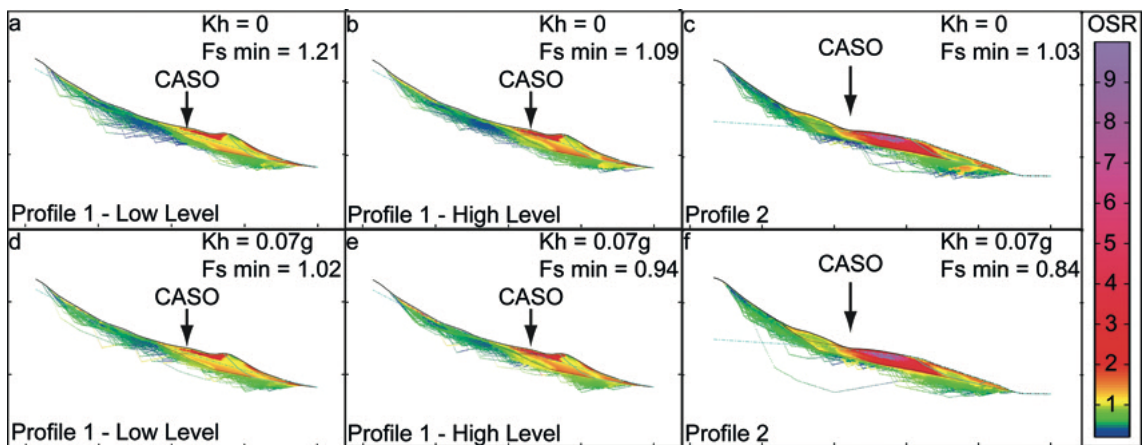 a
Kh = 0
Fs min = 1.21
CASO
Profile 1 - Low Level
b
Kh = 0
Fs min = 1.09
CASO
Profile 1 - High Level
c
Kh = 0
Fs min = 1.03
CASO
Profile 2
d
Kh = 0.07g
Fs min = 1.02
CASO
Profile 1 - Low Level
e
Kh = 0.07g
Fs min = 0.94
CASO
Profile 1 - High Level
f
Kh = 0.07g
Fs min = 0.84
CASO
Profile 2
OSR
9
8
7
6
5
4
3
2
1